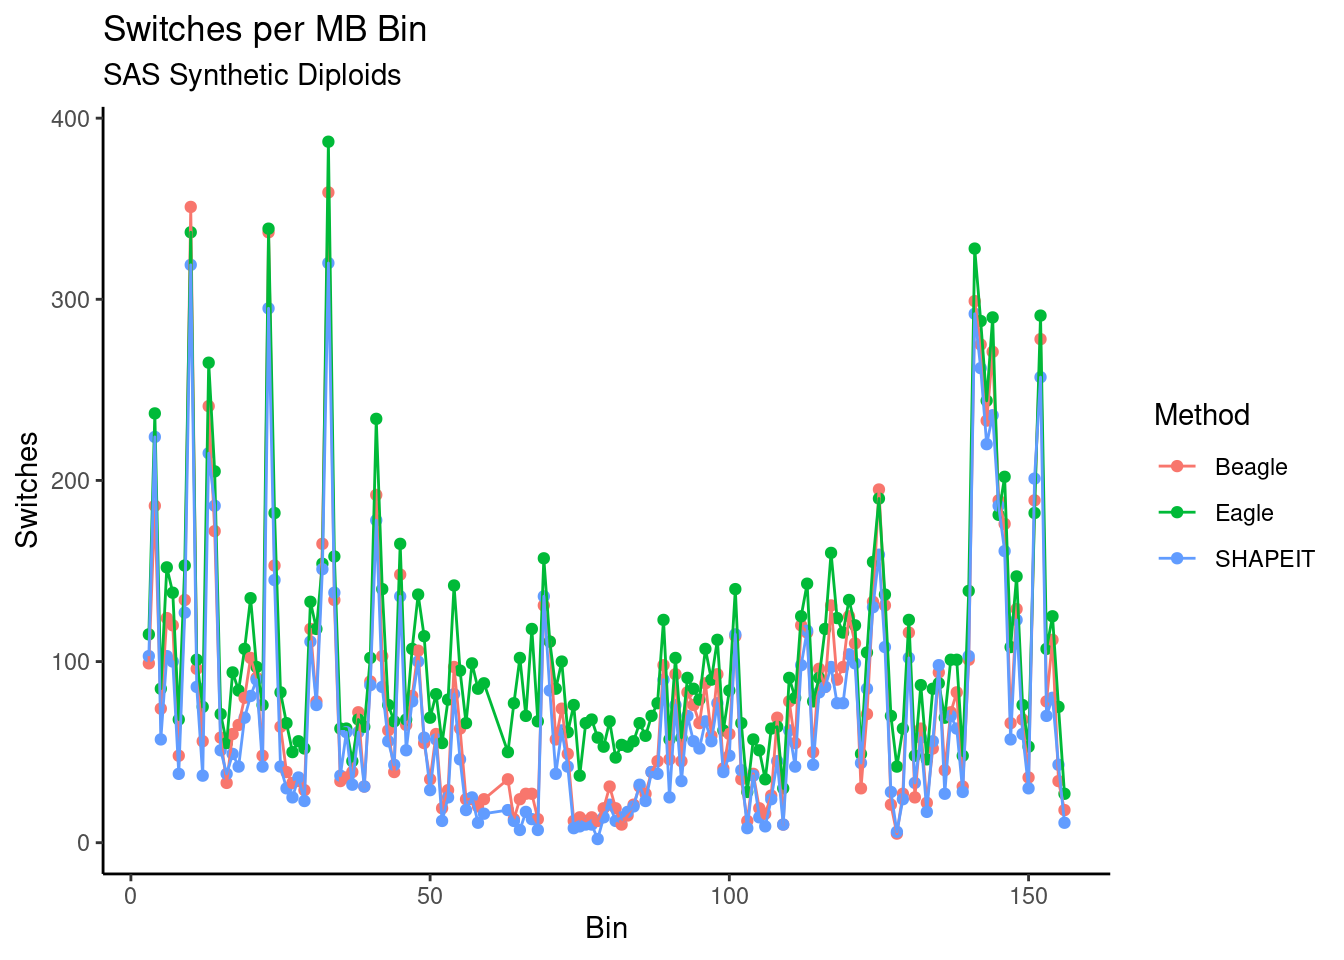 Switches per MB Bin
SAS Synthetic Diploids
400
300
200
100
0
Switches
0 50 100 150
Bin
Method
Beagle
Eagle
SHAPEIT